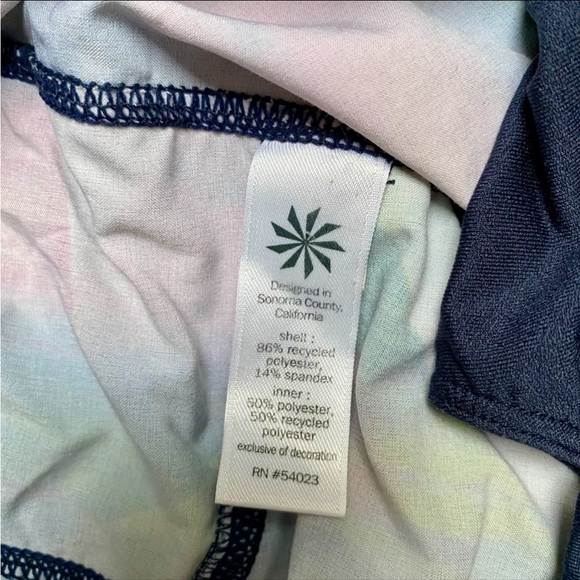 Designed in
Sonoma County,
California
shell :
86% recycled
polyester,
14% spandex
inner :
50% polyester,
50% recycled
polyester
exclusive of decoration
RN #54023